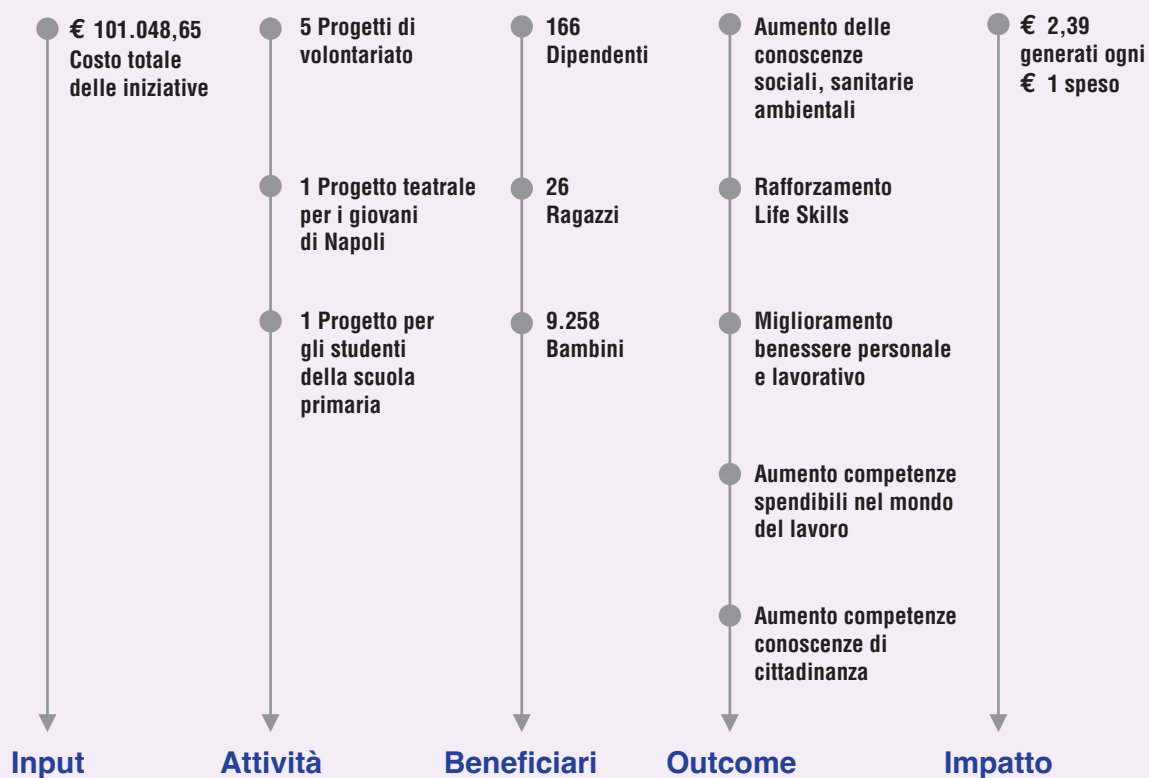 € 101.048,65
Costo totale
delle iniziative
5 Progetti di
volontariato
1 Progetto teatrale
per i giovani
di Napoli
1 Progetto per
gli studenti
della scuola
primaria
166
Dipendenti
26
Ragazzi
9.258
Bambini
Aumento delle
conoscenze
sociali, sanitarie
ambientali
Rafforzamento
Life Skills
Miglioramento
benessere personale
e lavorativo
Aumento competenze
spendibili nel mondo
del lavoro
Aumento competenze
conoscenze di
cittadinanza
€ 2,39
generati ogni
€ 1 speso
Input
Attività
Beneficiari
Outcome
Impatto